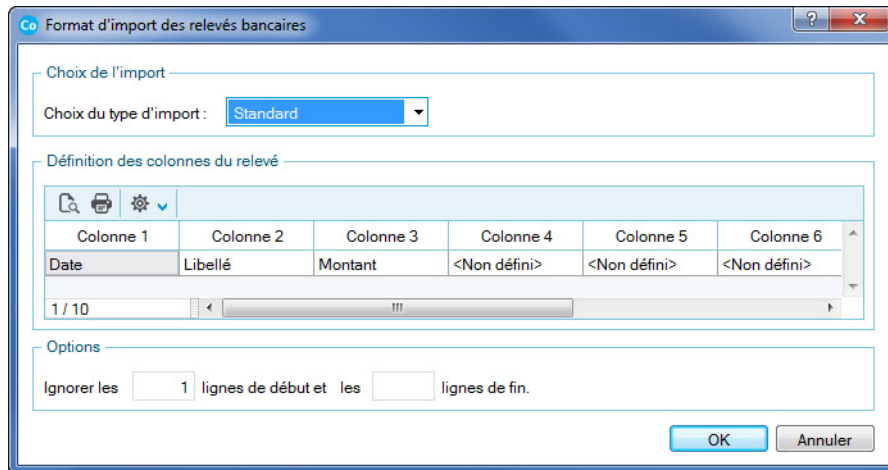 Co Format d'import des relevés bancaires
Choix de l'import
Choix du type d'import : Standard
Définition des colonnes du relevé
Colonne 1 Colonne 2 Colonne 3 Colonne 4 Colonne 5 Colonne 6
Date Libellé Montant <Non défini> <Non défini> <Non défini>
1 / 10
Options
Ignorer les 1 lignes de début et les lignes de fin.
OK Annuler